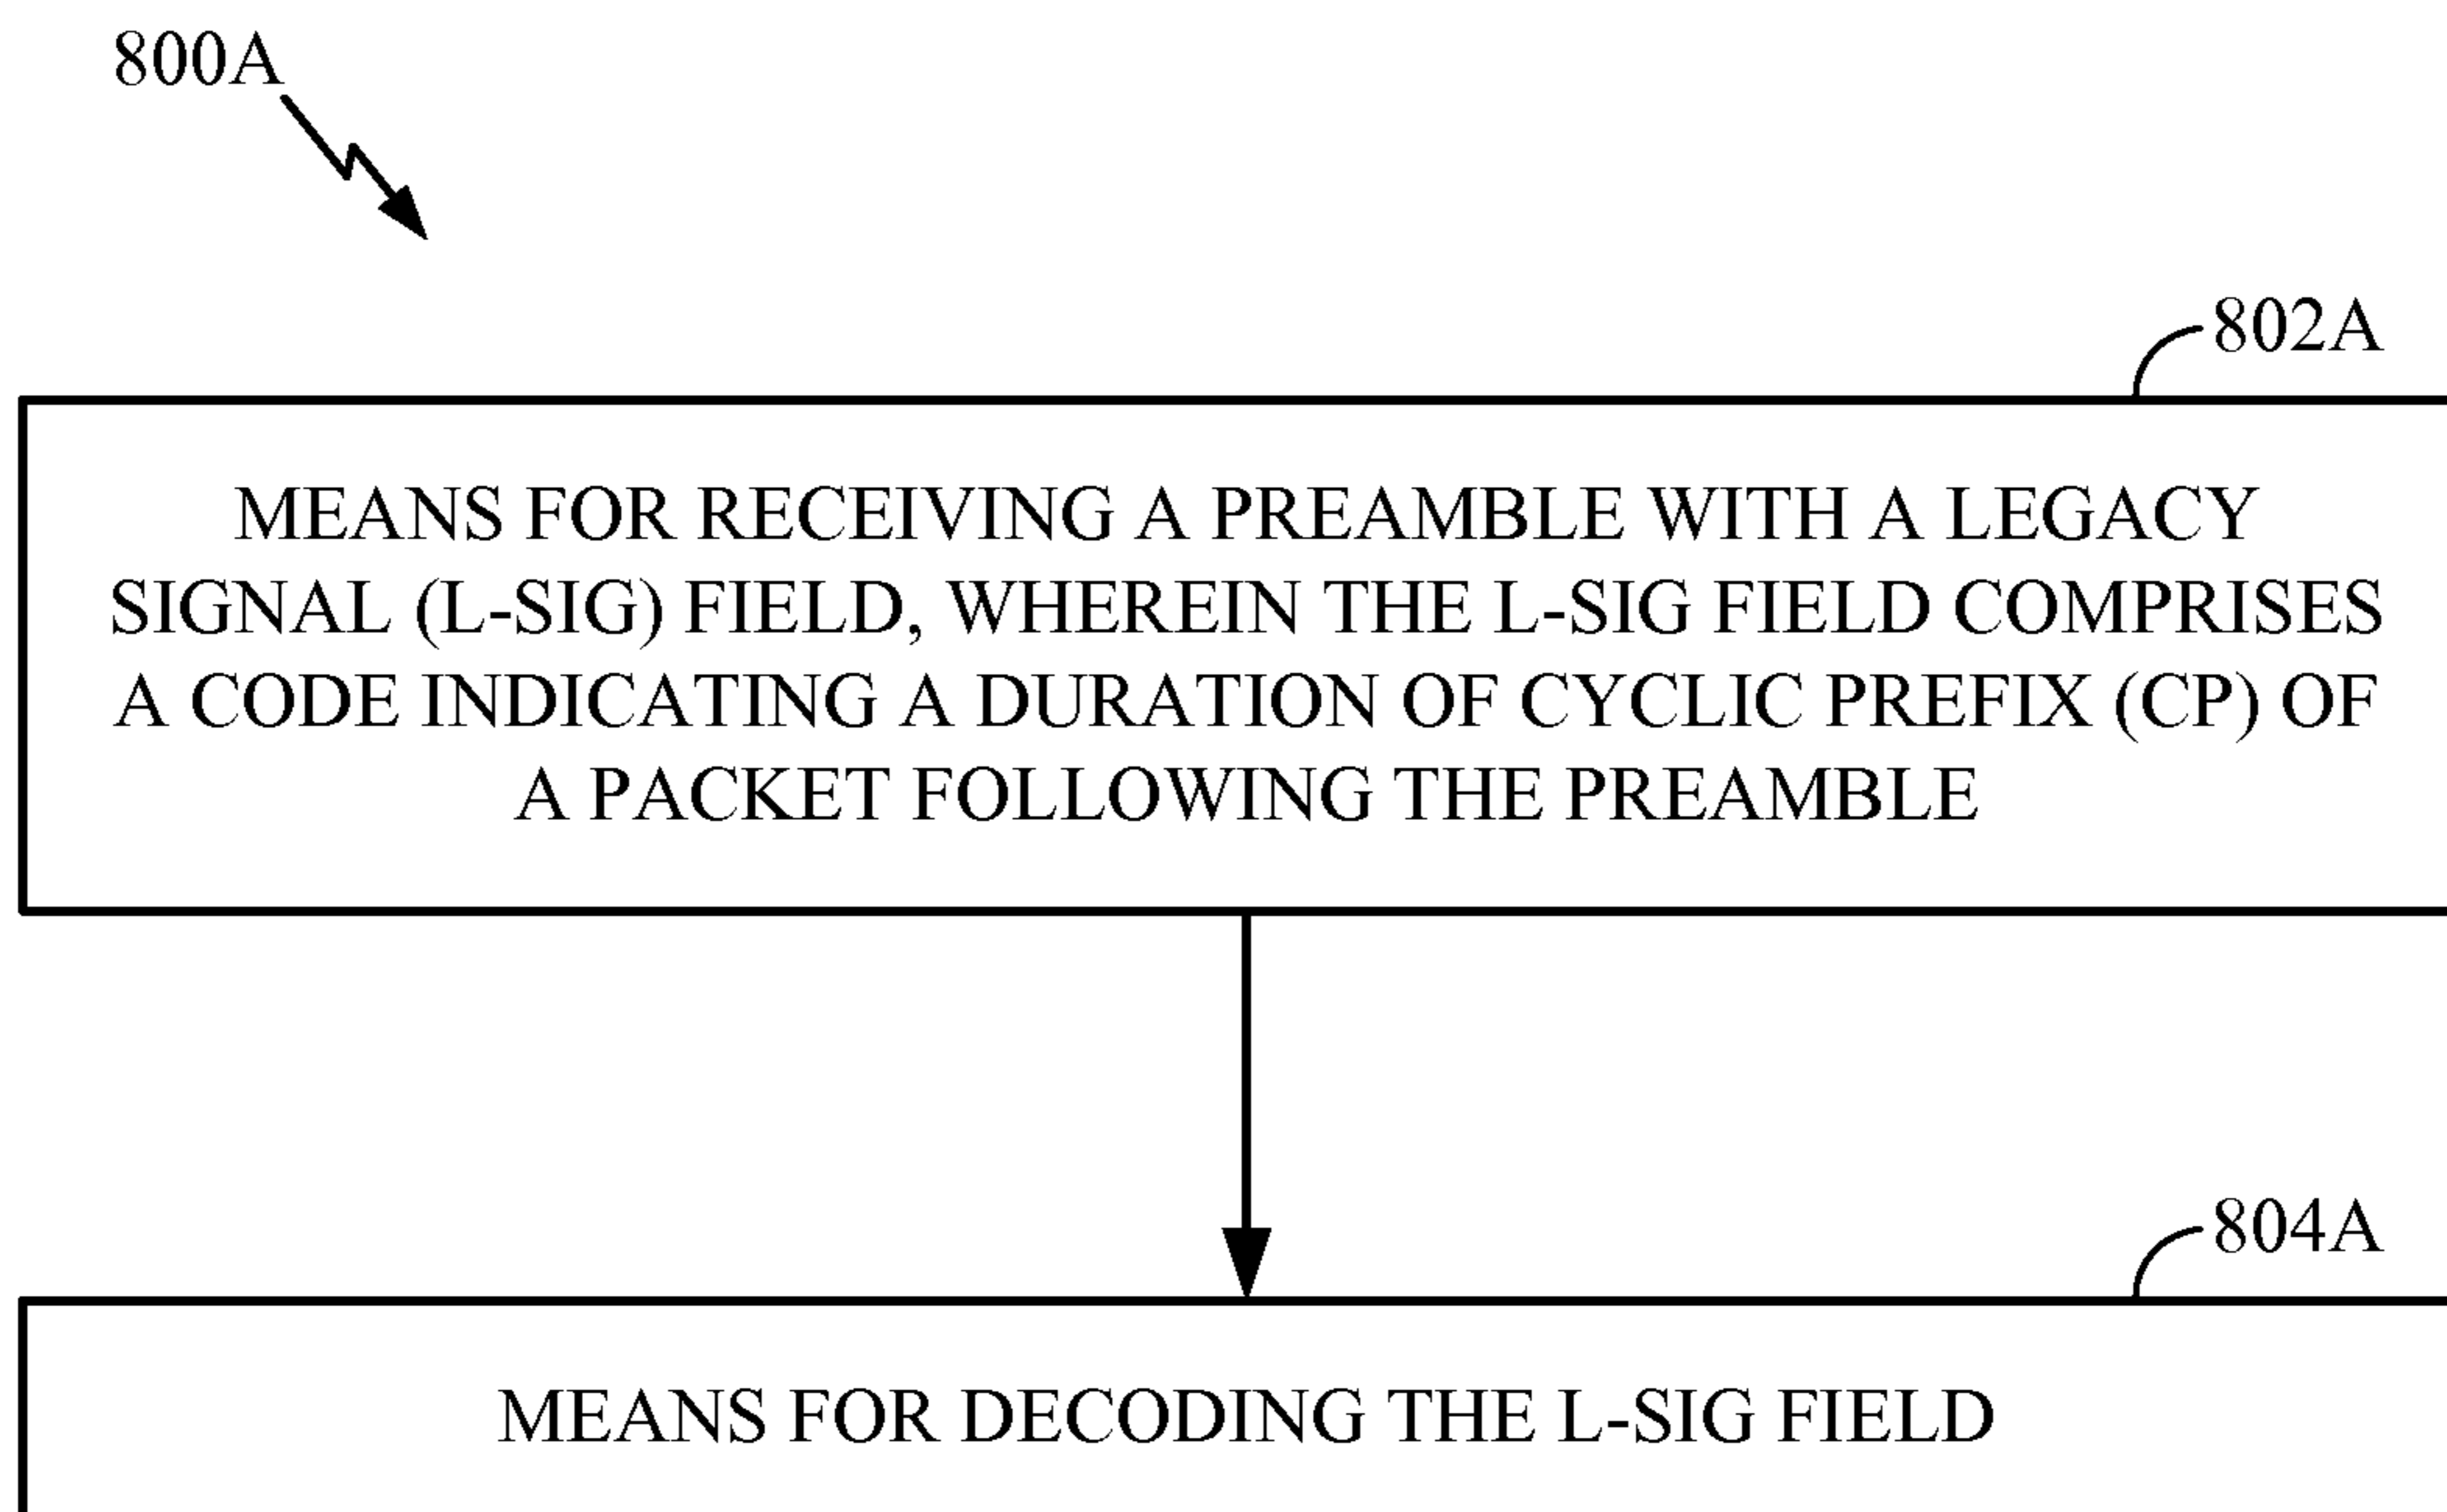 800A
802A
MEANS FOR RECEIVING A PREAMBLE WITH A LEGACY
SIGNAL (L-SIG) FIELD, WHEREIN THE L-SIG FIELD COMPRISES
A CODE INDICATING A DURATION OF CYCLIC PREFIX (CP) OF
A PACKET FOLLOWING THE PREAMBLE
804A
MEANS FOR DECODING THE L-SIG FIELD